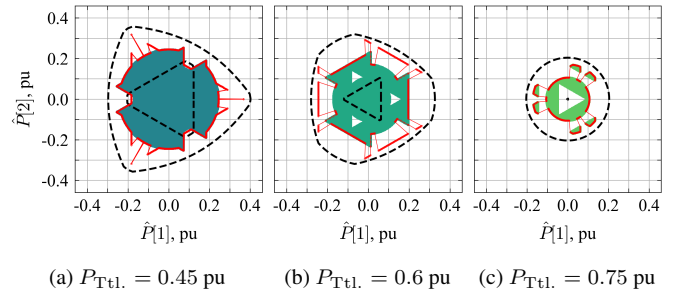 0.4
0.2
0.0
-0.2
-0.4
P̂[2], pu
-0.4 -0.2 0.0 0.2 0.4
-0.4 -0.2 0.0 0.2 0.4
-0.4 -0.2 0.0 0.2 0.4
P̂[1], pu
P̂[1], pu
P̂[1], pu
(a) P_Ttl. = 0.45 pu
(b) P_Ttl. = 0.6 pu
(c) P_Ttl. = 0.75 pu